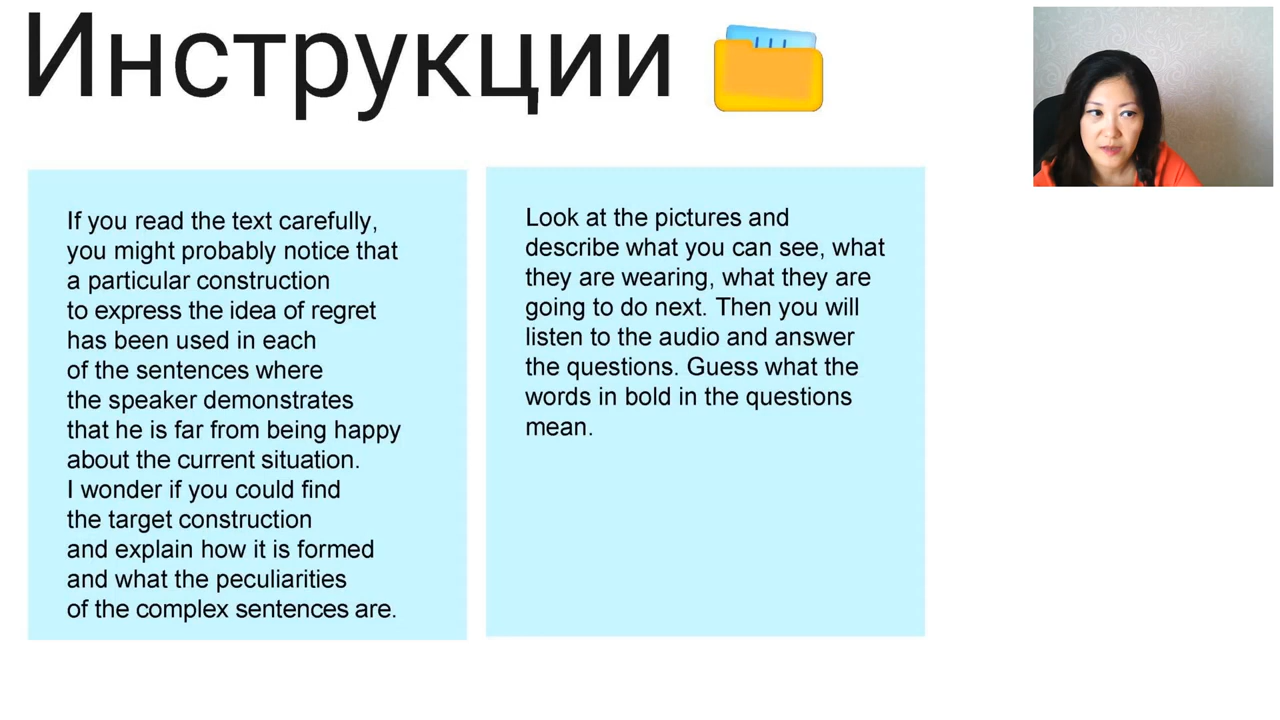 Инструкции
If you read the text carefully,
you might probably notice that
a particular construction
to express the idea of regret
has been used in each
of the sentences where
the speaker demonstrates
that he is far from being happy
about the current situation.
I wonder if you could find
the target construction
and explain how it is formed
and what the peculiarities
of the complex sentences are.
Look at the pictures and
describe what you can see, what
they are wearing, what they are
going to do next. Then you will
listen to the audio and answer
the questions. Guess what the
words in bold in the questions
mean.